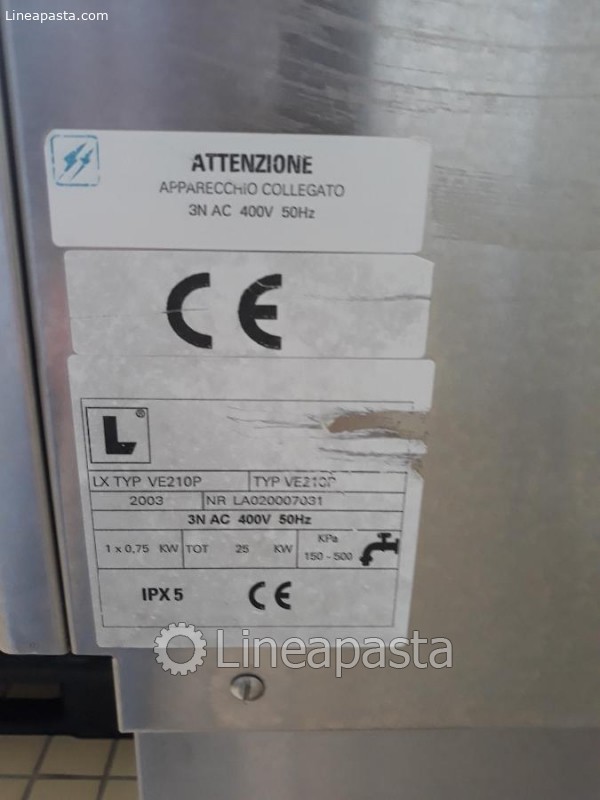 Lineapasta.com
ATTENZIONE
APPARECCHIO COLLEGATO
3N AC 400V 50Hz
CE
L®
LX TYP VE210P TYP VE210P
2003 NR LA020007031
3N AC 400V 50Hz
1 x 0,75 KW TOT 25 KW KPa 150 - 500
IPX 5 CE
Lineapasta